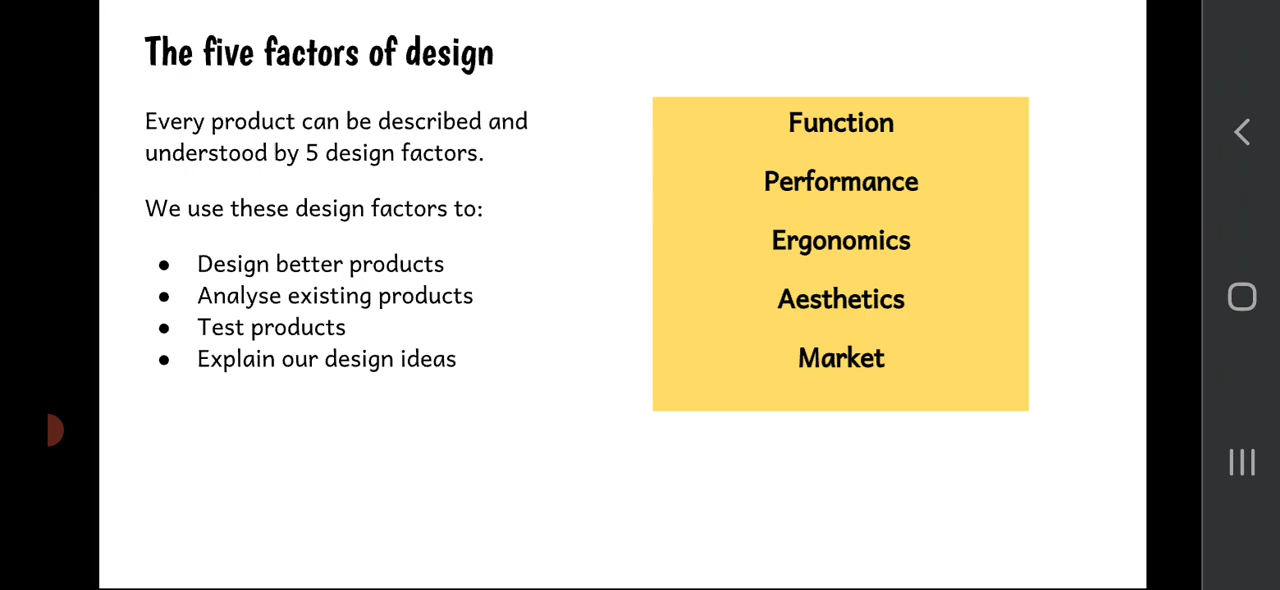 The five factors of design
Every product can be described and
understood by 5 design factors.
We use these design factors to:
● Design better products
● Analyse existing products
● Test products
● Explain our design ideas
Function
Performance
Ergonomics
Aesthetics
Market